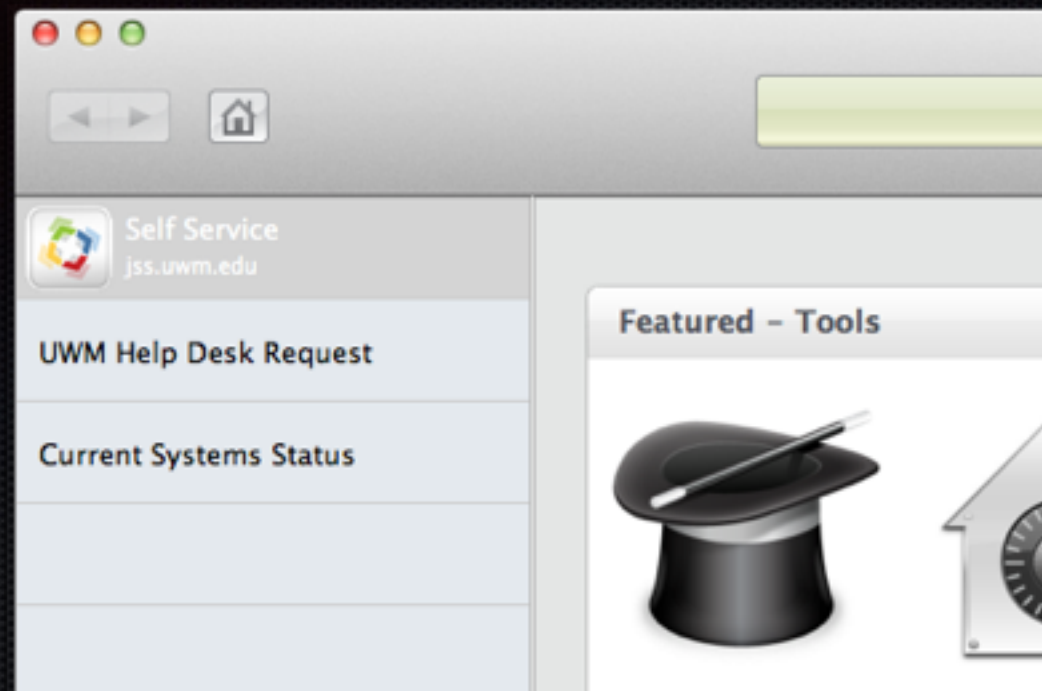 Self Service
jss.uwm.edu
UWM Help Desk Request
Current Systems Status
Featured - Tools